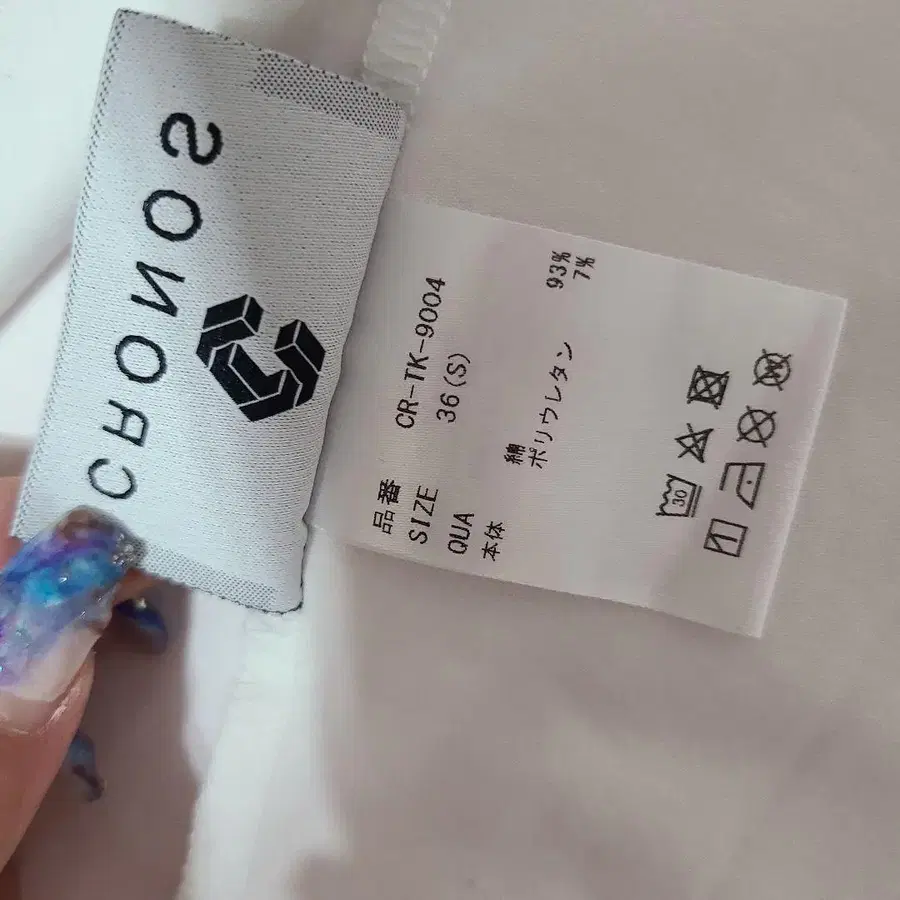 CRONOS
品番 CR-TK-9004
SIZE 36(S)
QUA
本体
綿 93%
ポリウレタン 7%
30
W